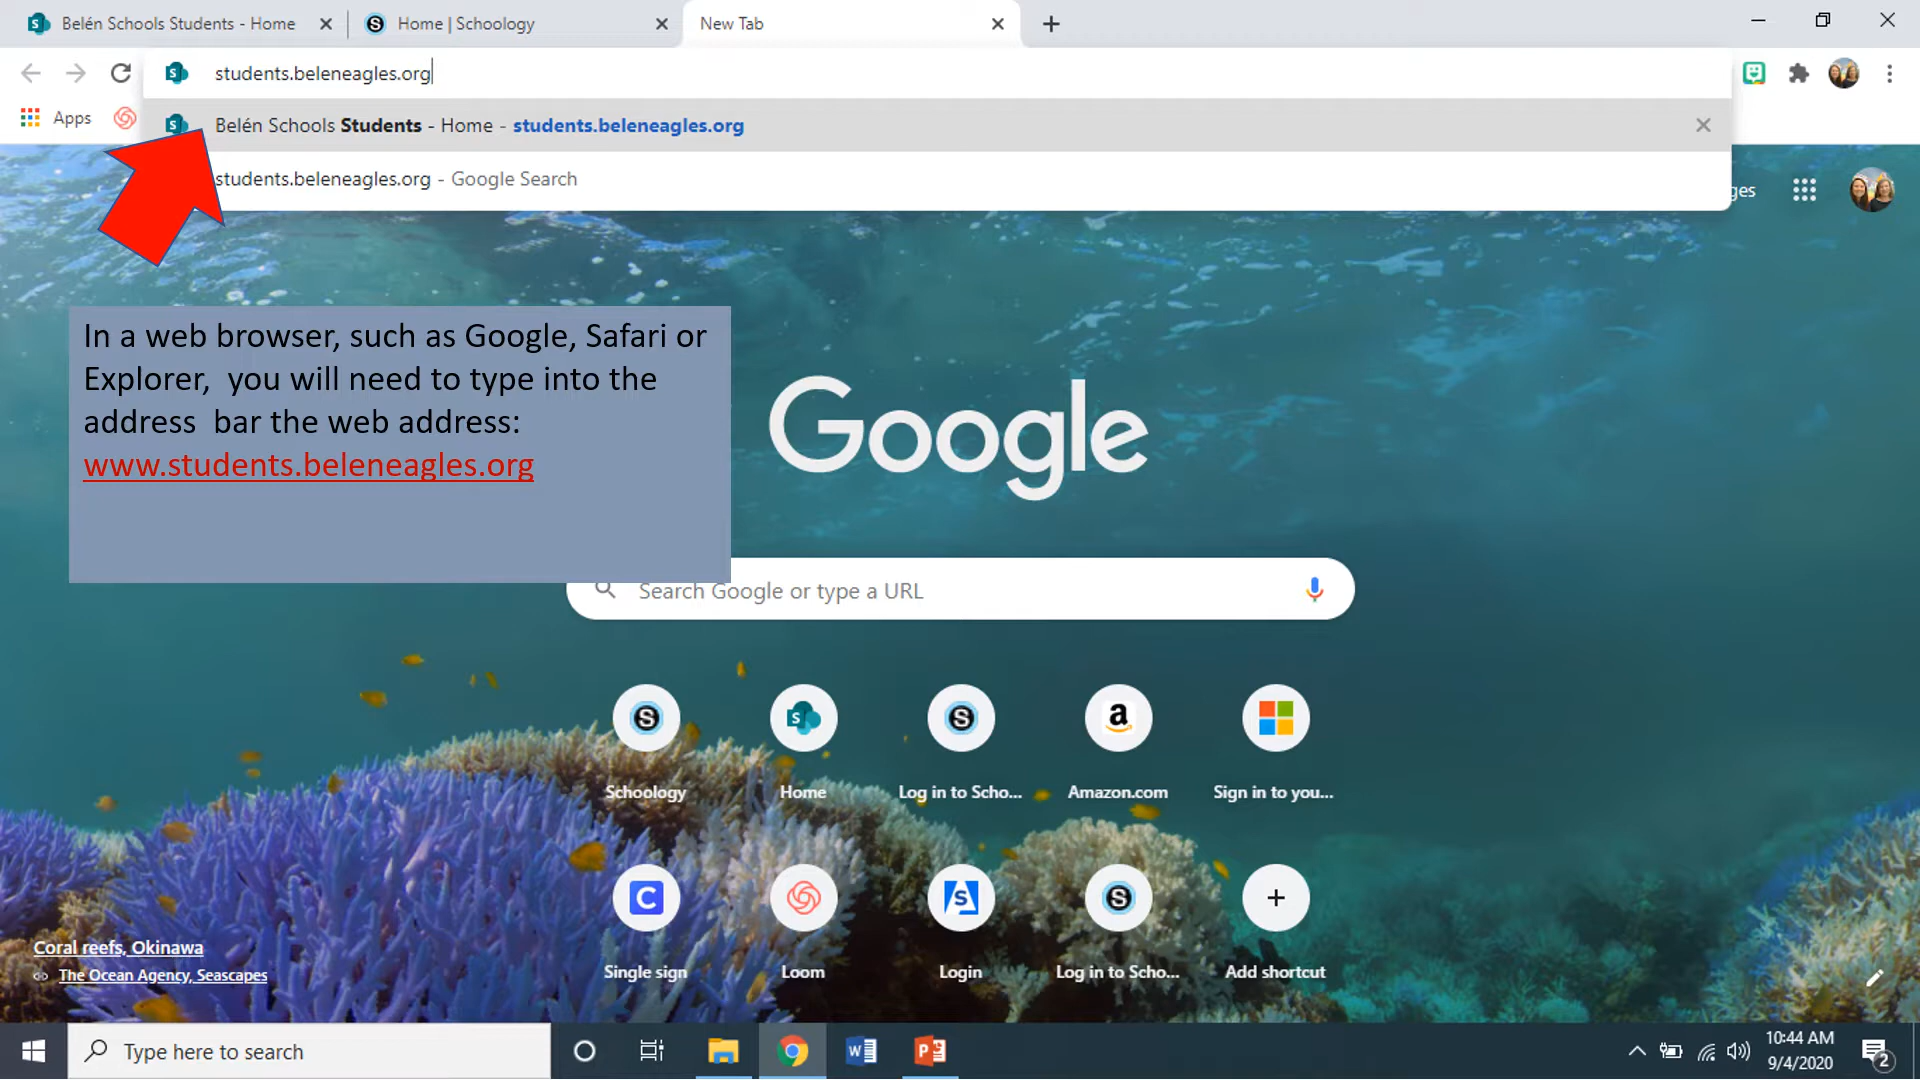 Belén Schools Students - Home
Home | Schoology
New Tab
students.beleneagles.org
Apps
Belén Schools Students - Home - students.beleneagles.org
students.beleneagles.org - Google Search
In a web browser, such as Google, Safari or
Explorer,  you will need to type into the
address  bar the web address:
www.students.beleneagles.org
Google
Search Google or type a URL
Schoology
Home
Log in to Scho...
Amazon.com
Sign in to you...
Single sign
Loom
Login
Log in to Scho...
Add shortcut
Coral reefs, Okinawa
The Ocean Agency, Seascapes
Type here to search
10:44 AM
9/4/2020
2